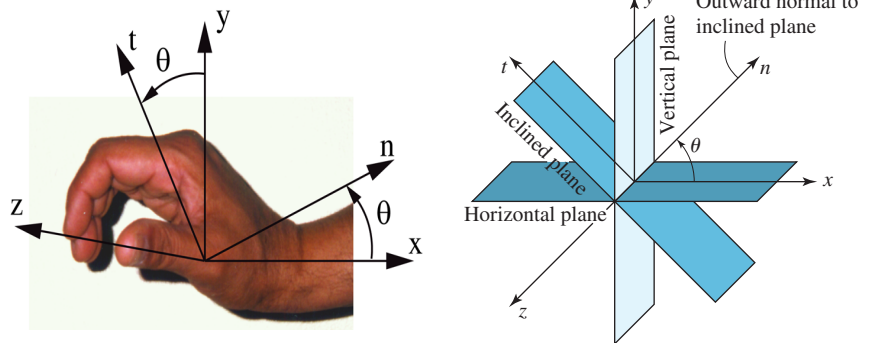 y
t
θ
n
z
θ
x
y
Outward normal to
inclined plane
Vertical plane
t
n
Inclined plane
θ
x
Horizontal plane
z